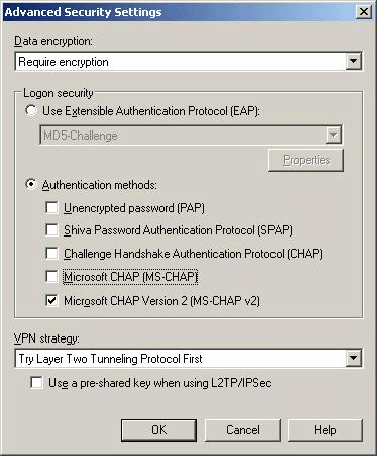 Advanced Security Settings
Data encryption:
Require encryption
Logon security
Use Extensible Authentication Protocol (EAP):
MD5-Challenge
Properties
Authentication methods:
Unencrypted password (PAP)
Shiva Password Authentication Protocol (SPAP)
Challenge Handshake Authentication Protocol (CHAP)
Microsoft CHAP (MS-CHAP)
Microsoft CHAP Version 2 (MS-CHAP v2)
VPN strategy:
Try Layer Two Tunneling Protocol First
Use a pre-shared key when using L2TP/IPSec
OK
Cancel
Help